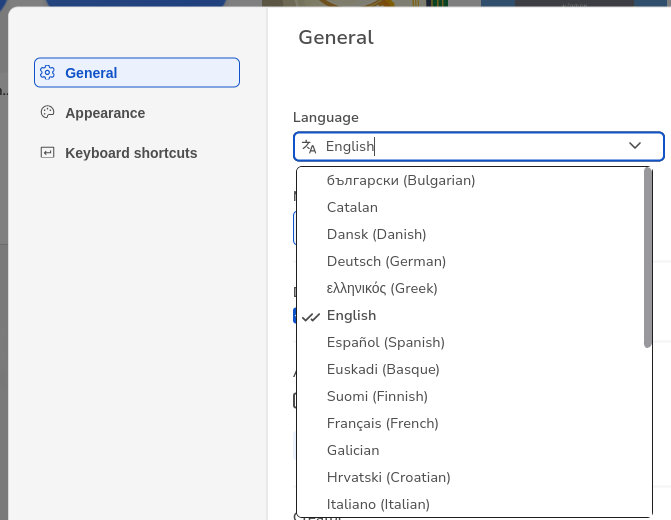 General
Appearance
Keyboard shortcuts
General
Language
English
български (Bulgarian)
Catalan
Dansk (Danish)
Deutsch (German)
ελληνικός (Greek)
English
Español (Spanish)
Euskadi (Basque)
Suomi (Finnish)
Français (French)
Galician
Hrvatski (Croatian)
Italiano (Italian)